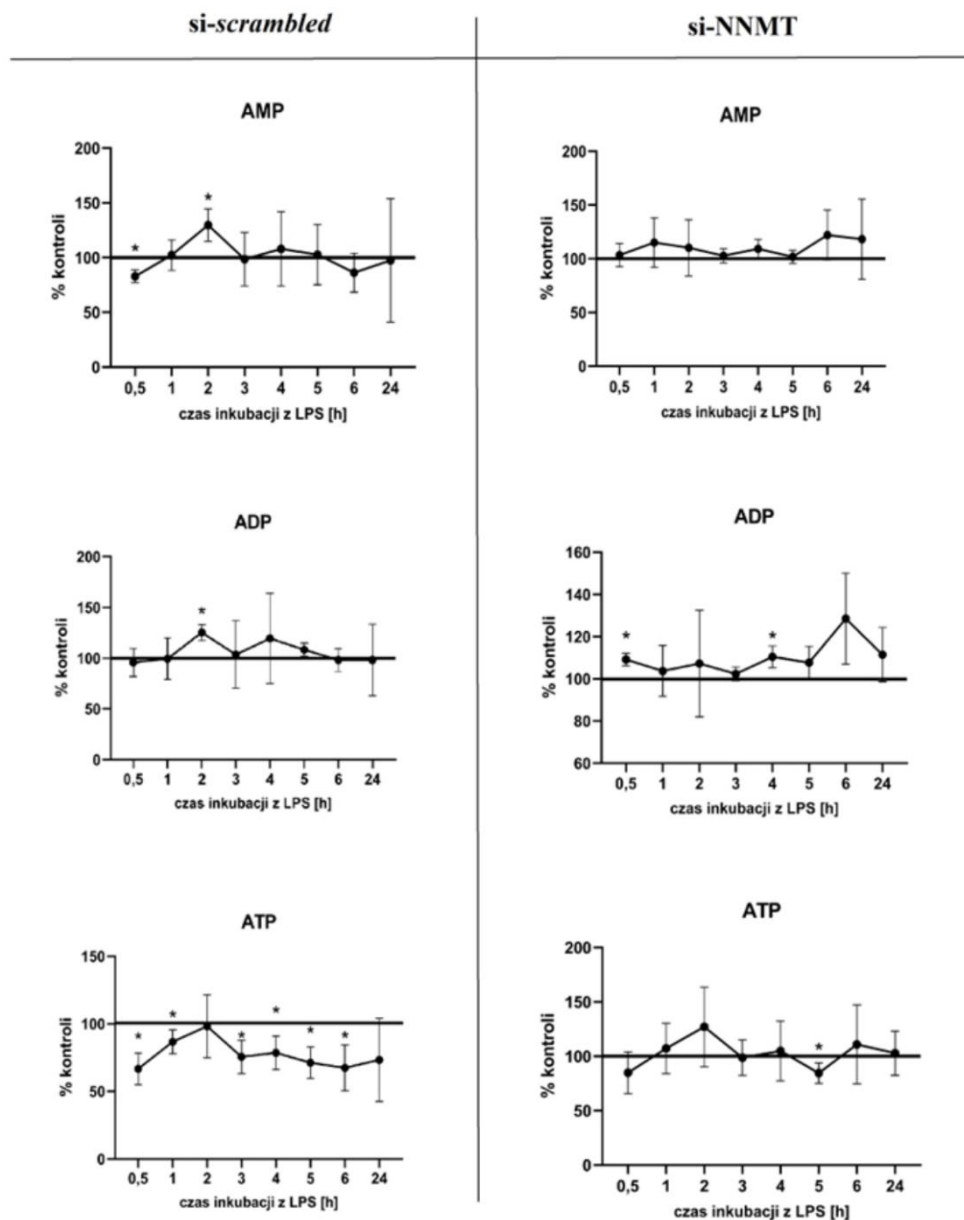 si-scrambled
si-NNMT
AMP
% kontroli
200
150
100
50
0
*
*
0,5 1 2 3 4 5 6 24
czas inkubacji z LPS [h]
AMP
% kontroli
200
150
100
50
0
0,5 1 2 3 4 5 6 24
czas inkubacji z LPS [h]
ADP
% kontroli
200
150
100
50
0
*
0,5 1 2 3 4 5 6 24
czas inkubacji z LPS [h]
ADP
% kontroli
160
140
120
100
80
60
* *
0,5 1 2 3 4 5 6 24
czas inkubacji z LPS [h]
ATP
% kontroli
150
100
50
0
* * * * * *
0,5 1 2 3 4 5 6 24
czas inkubacji z LPS [h]
ATP
% kontroli
200
150
100
50
0
*
0,5 1 2 3 4 5 6 24
czas inkubacji z LPS [h]